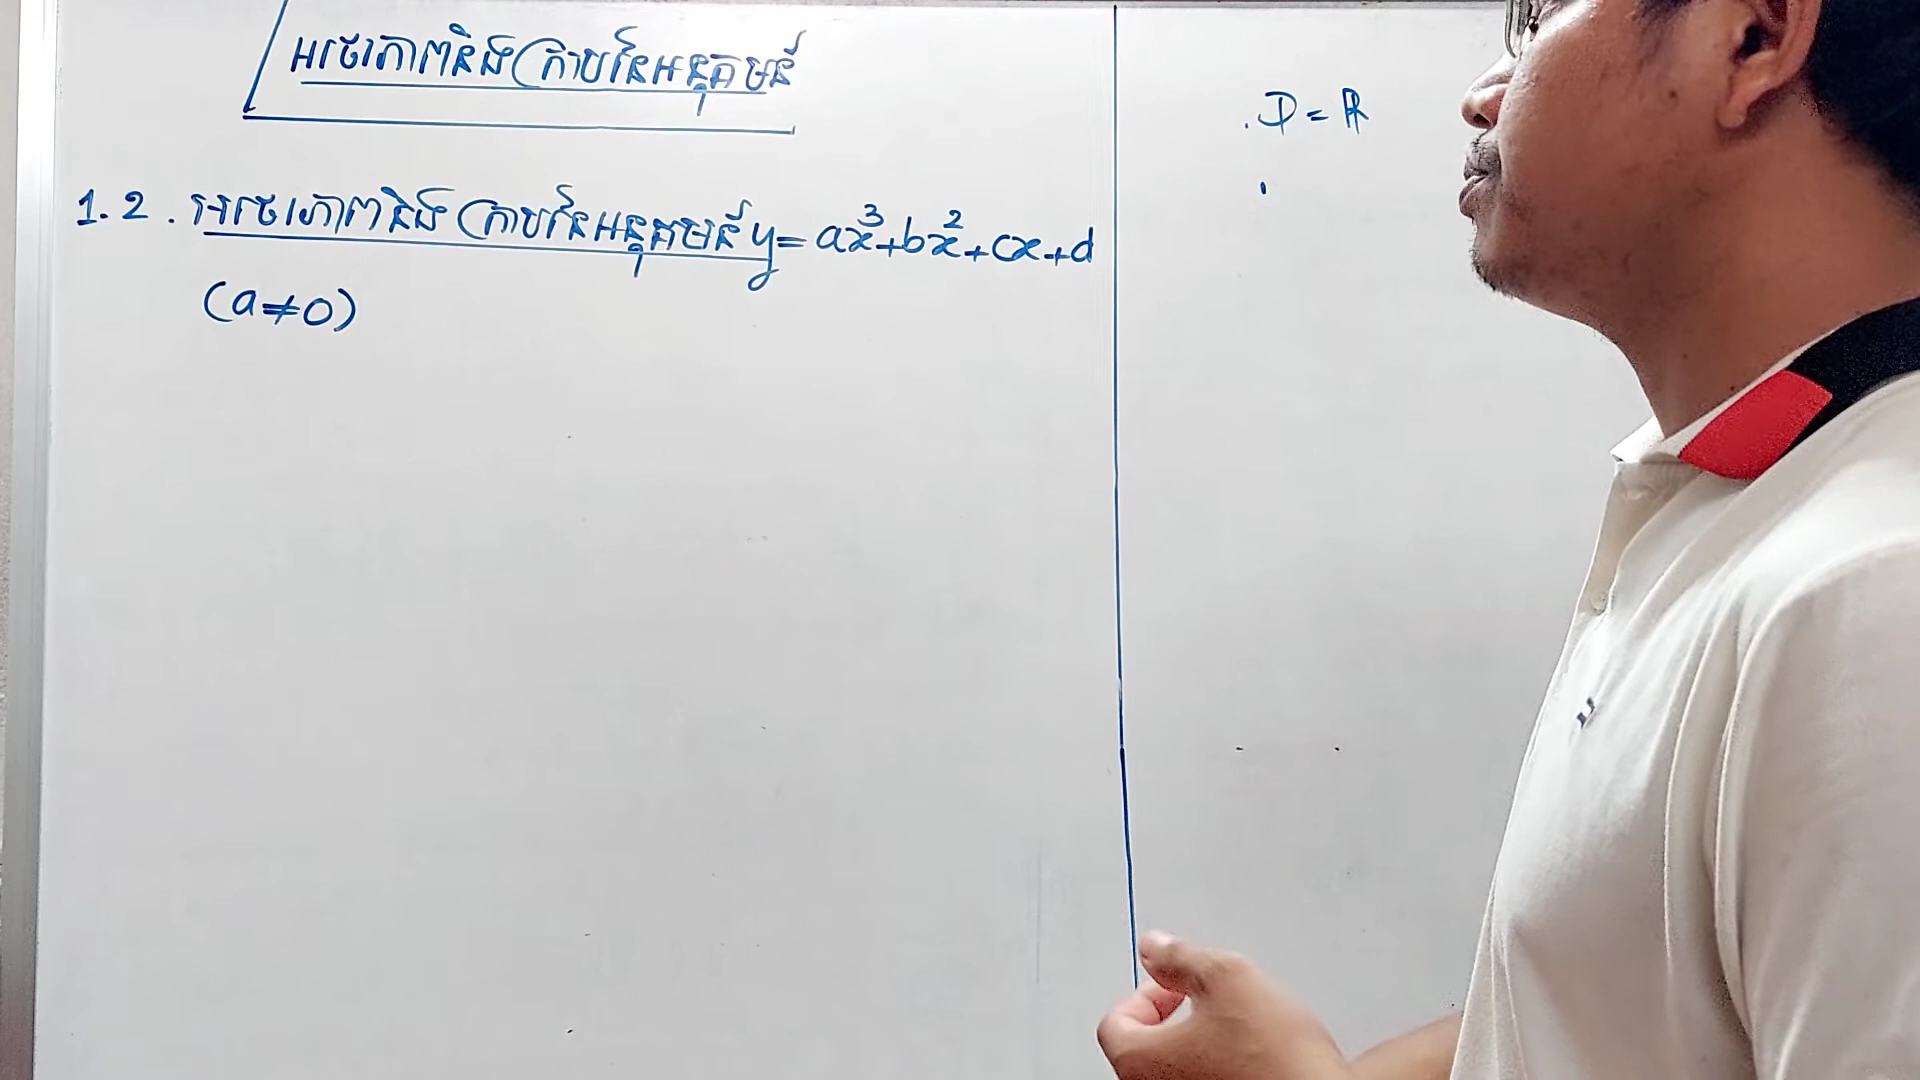 អថេរភាពនិងក្រាបនៃអនុគមន៍
1.2. អថេរភាពនិងក្រាបនៃអនុគមន៍ y = ax³+bx²+cx+d
(a≠0)
. D = ℝ
.